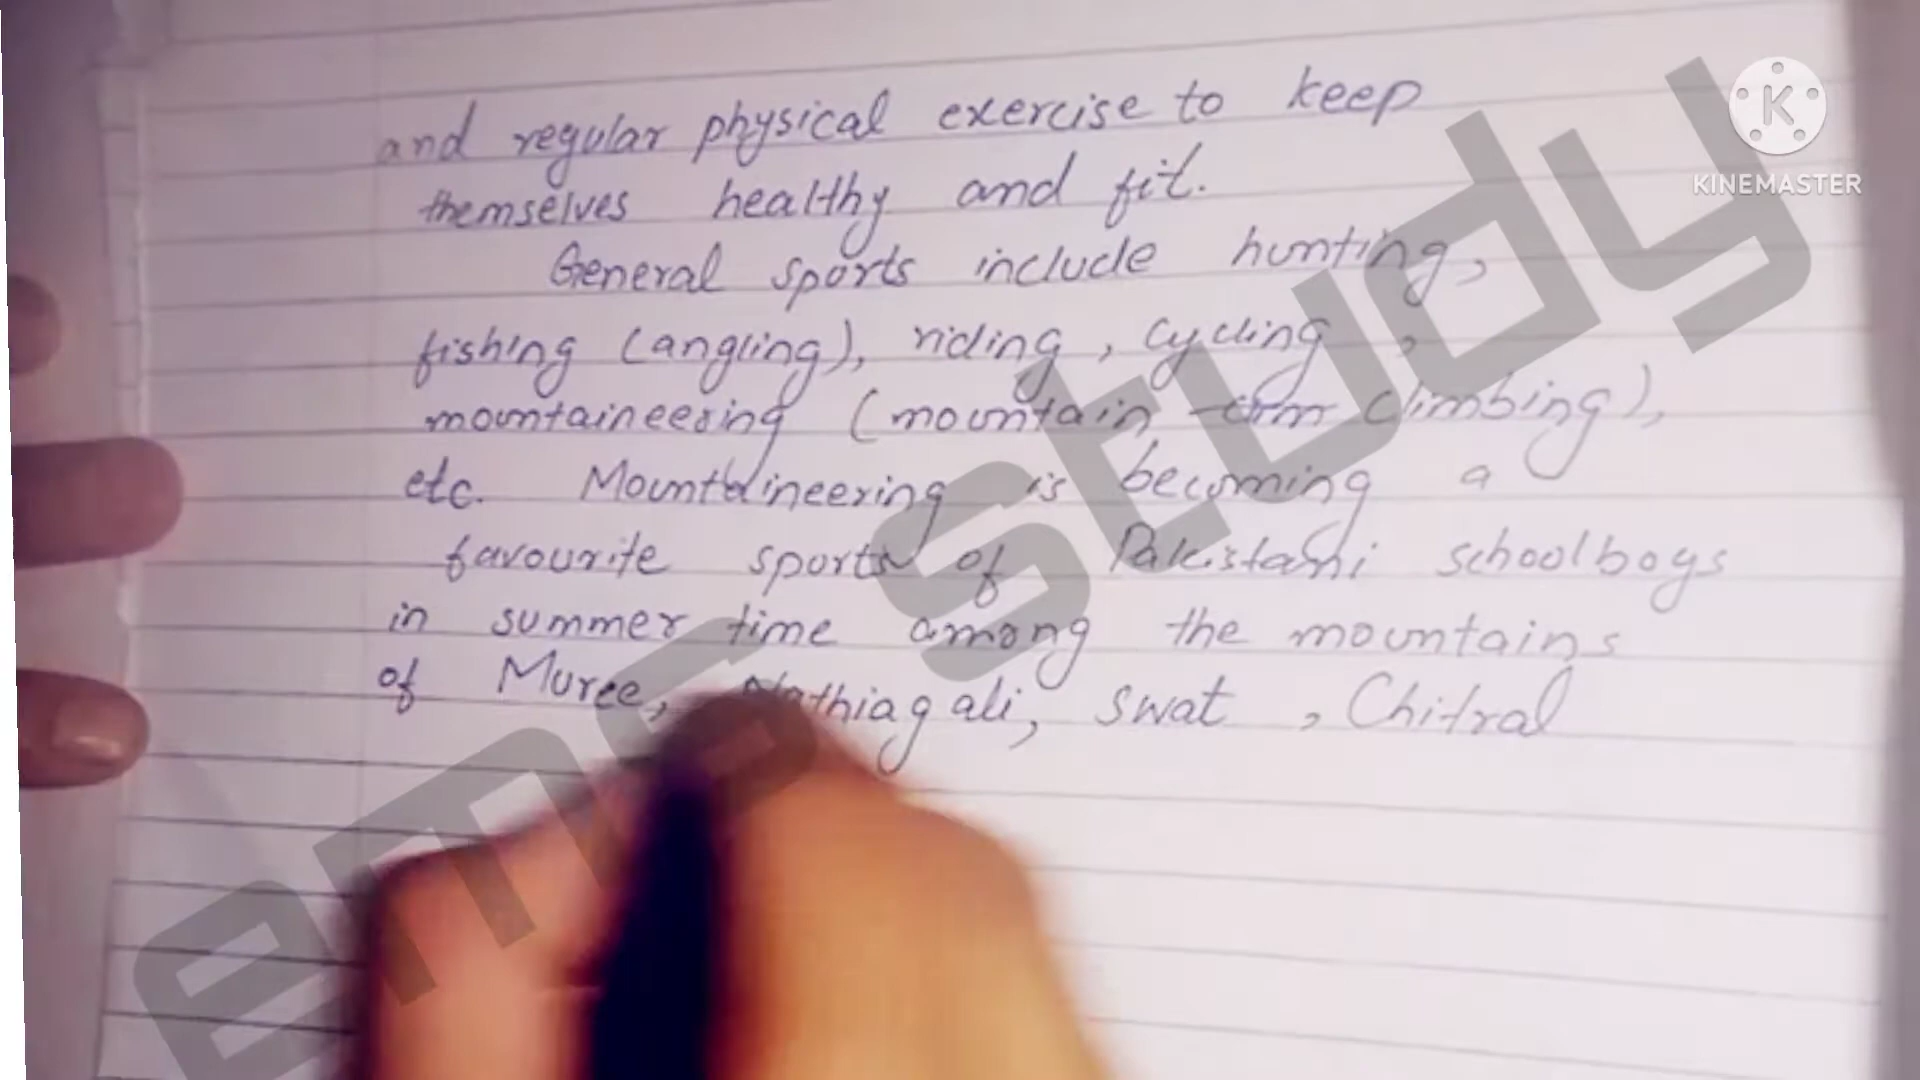 and regular physical exercise to keep
themselves healthy and fit.
General sports include hunting,
fishing (angling), riding, cycling,
mountaineering (mountain climbing),
etc. Mountaineering is becoming a
favourite sports of Pakistani schoolboys
in summer time among the mountains
of Muree, Nathiagali, Swat, Chitral
K
KINEMASTER
eme study